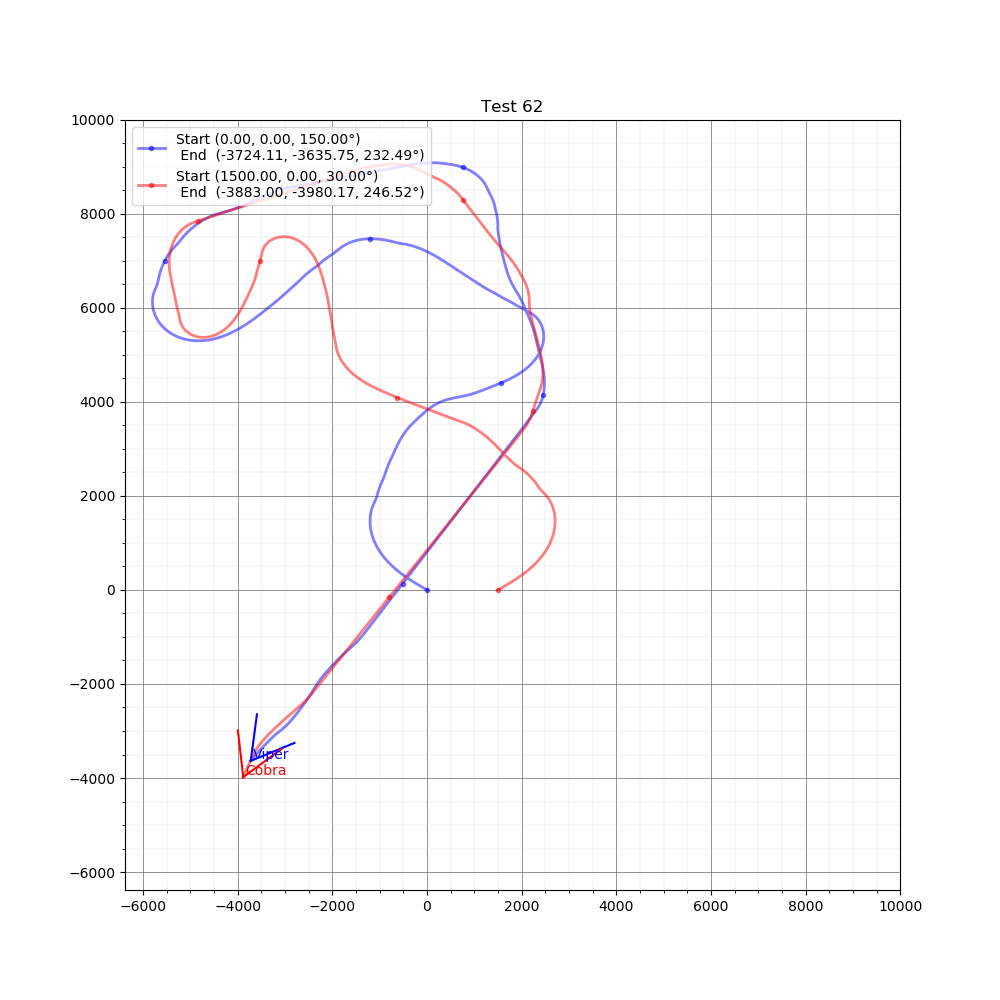 Test 62
Start (0.00, 0.00, 150.00°)
End (-3724.11, -3635.75, 232.49°)
Start (1500.00, 0.00, 30.00°)
End (-3883.00, -3980.17, 246.52°)
10000
8000
6000
4000
2000
0
−2000
−4000
−6000
Viper
Cobra
−6000 −4000 −2000 0 2000 4000 6000 8000 10000